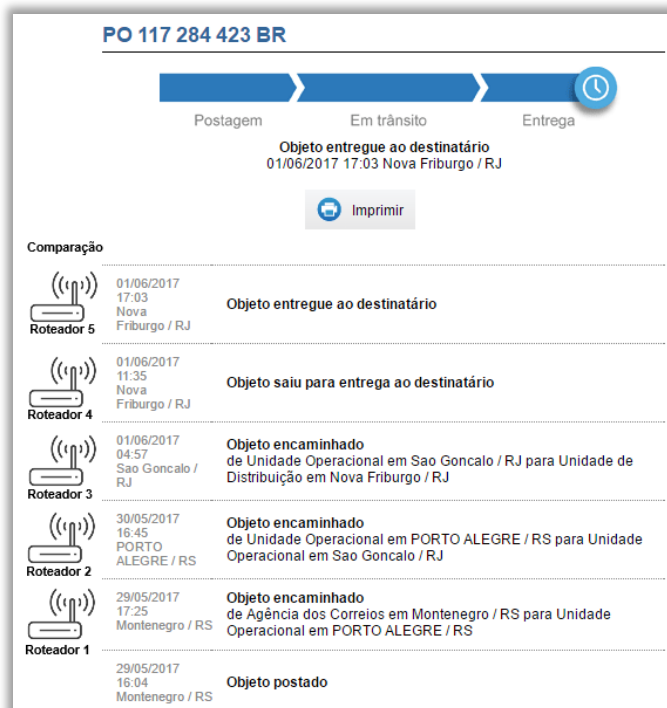 PO 117 284 423 BR
Postagem
Em trânsito
Entrega
Objeto entregue ao destinatário
01/06/2017 17:03 Nova Friburgo / RJ
Imprimir
Comparação
Roteador 5
01/06/2017
17:03
Nova
Friburgo / RJ
Objeto entregue ao destinatário
Roteador 4
01/06/2017
11:35
Nova
Friburgo / RJ
Objeto saiu para entrega ao destinatário
Roteador 3
01/06/2017
04:57
Sao Goncalo /
RJ
Objeto encaminhado
de Unidade Operacional em Sao Goncalo / RJ para Unidade de
Distribuição em Nova Friburgo / RJ
Roteador 2
30/05/2017
16:45
PORTO
ALEGRE / RS
Objeto encaminhado
de Unidade Operacional em PORTO ALEGRE / RS para Unidade
Operacional em Sao Goncalo / RJ
Roteador 1
29/05/2017
17:25
Montenegro / RS
Objeto encaminhado
de Agência dos Correios em Montenegro / RS para Unidade
Operacional em PORTO ALEGRE / RS
29/05/2017
16:04
Montenegro / RS
Objeto postado